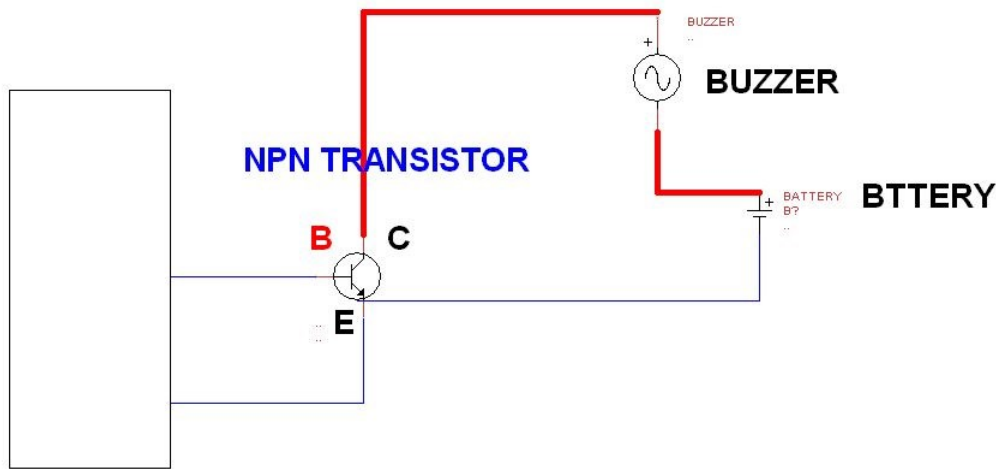 BUZZER
..
+
BUZZER
NPN TRANSISTOR
+
BATTERY
B?
..
BTTERY
B
C
E
..
..